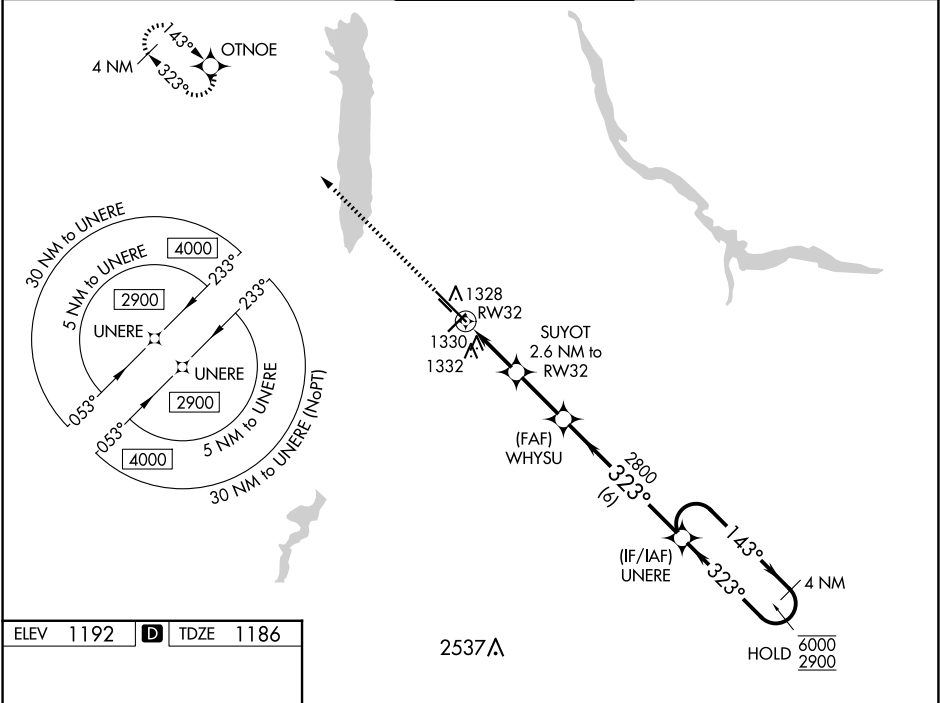 143°
323°
4 NM
OTNOE
30 NM to UNERE
4000
5 NM to UNERE
2900
233°
233°
UNERE
UNERE
2900
053°
053°
5 NM to UNERE
4000
30 NM to UNERE (NoPT)
1328
RW32
1330
1332
SUYOT
2.6 NM to
RW32
(FAF)
WHYSU
2800
323°
(6)
(IF/IAF)
UNERE
143°
323°
4 NM
HOLD 6000
2900
2537
ELEV 1192 D TDZE 1186